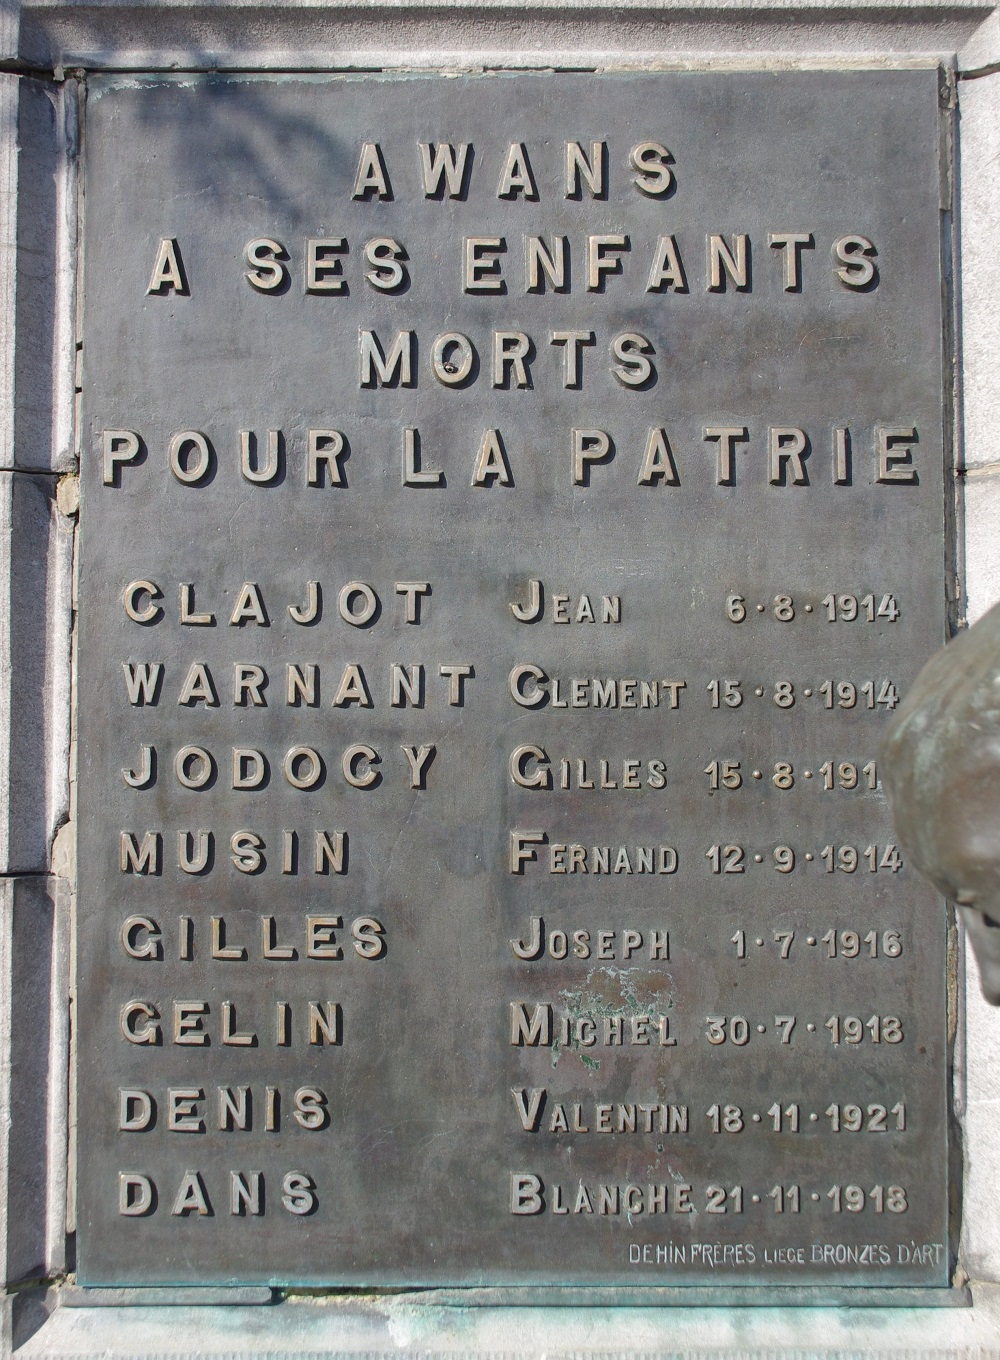 AWANS
A SES ENFANTS
MORTS
POUR LA PATRIE
CLAJOT JEAN 6·8·1914
WARNANT CLEMENT 15·8·1914
JODOCY GILLES 15·8·191
MUSIN FERNAND 12·9·1914
GILLES JOSEPH 1·7·1916
GELIN MICHEL 30·7·1918
DENIS VALENTIN 18·11·1921
DANS BLANCHE 21·11·1918
DEHIN FRÈRES LIEGE BRONZES D'ART